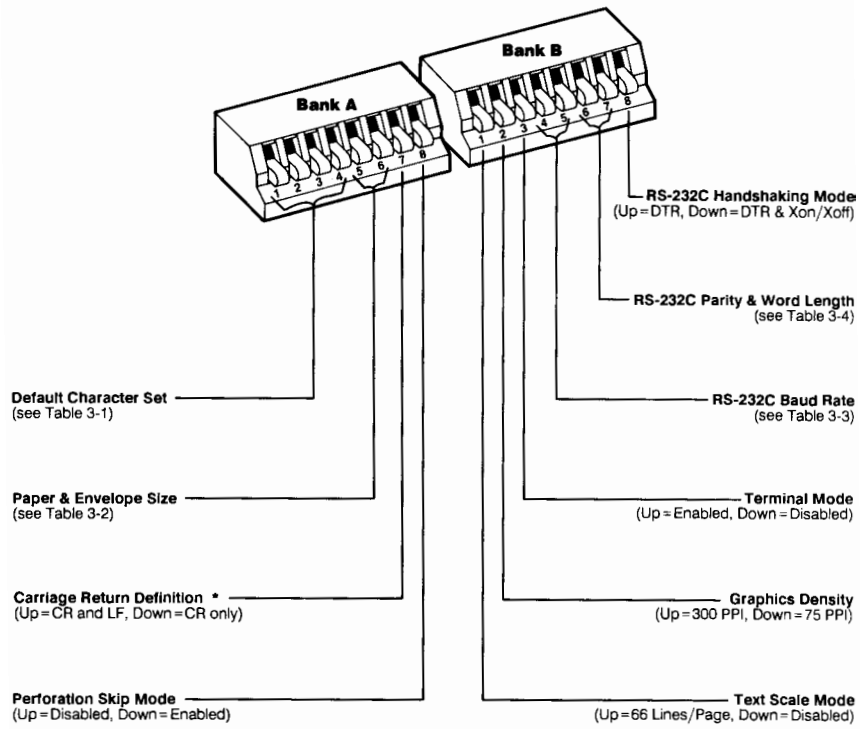 Bank B
Bank A
1 2 3 4 5 6 7 8
1 2 3 4 5 6 7 8
RS-232C Handshaking Mode
(Up=DTR, Down=DTR & Xon/Xoff)
RS-232C Parity & Word Length
(see Table 3-4)
Default Character Set
(see Table 3-1)
RS-232C Baud Rate
(see Table 3-3)
Paper & Envelope Size
(see Table 3-2)
Terminal Mode
(Up=Enabled, Down=Disabled)
Carriage Return Definition *
(Up=CR and LF, Down=CR only)
Graphics Density
(Up=300 PPI, Down=75 PPI)
Perforation Skip Mode
(Up=Disabled, Down=Enabled)
Text Scale Mode
(Up=66 Lines/Page, Down=Disabled)